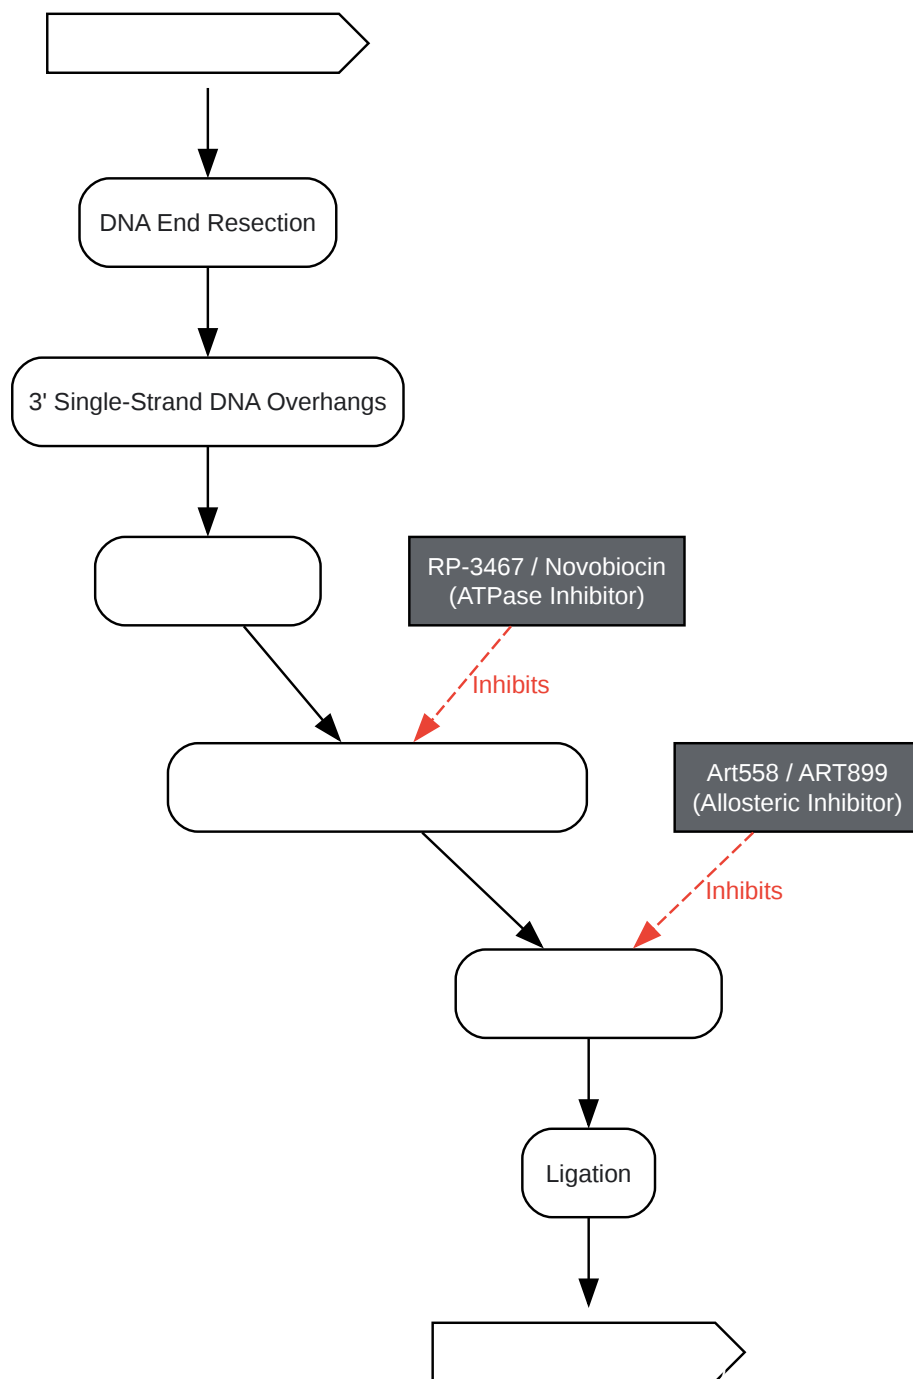 DNA End Resection
3' Single-Strand DNA Overhangs
RP-3467 / Novobiocin
(ATPase Inhibitor)
Inhibits
Art558 / ART899
(Allosteric Inhibitor)
Inhibits
Ligation